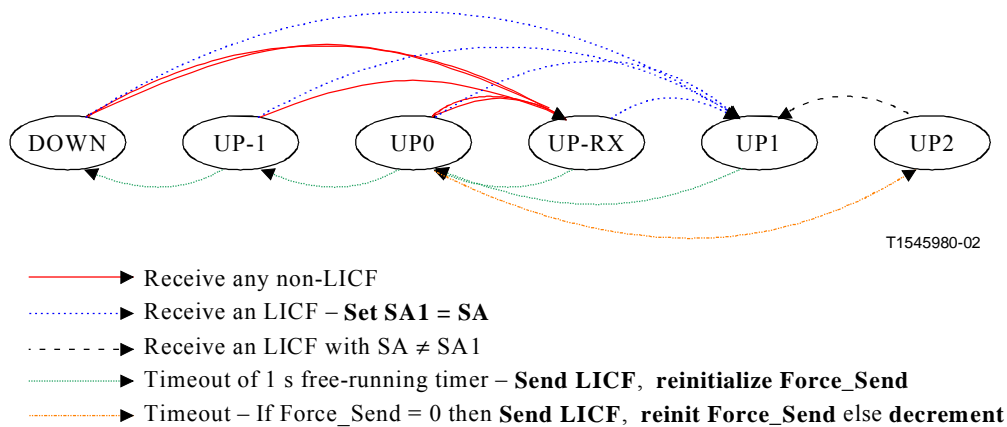 DOWN UP-1 UP0 UP-RX UP1 UP2
T1545980-02
Receive any non-LICF
Receive an LICF – Set SA1 = SA
Receive an LICF with SA ≠ SA1
Timeout of 1 s free-running timer – Send LICF, reinitialize Force_Send
Timeout – If Force_Send = 0 then Send LICF, reinit Force_Send else decrement